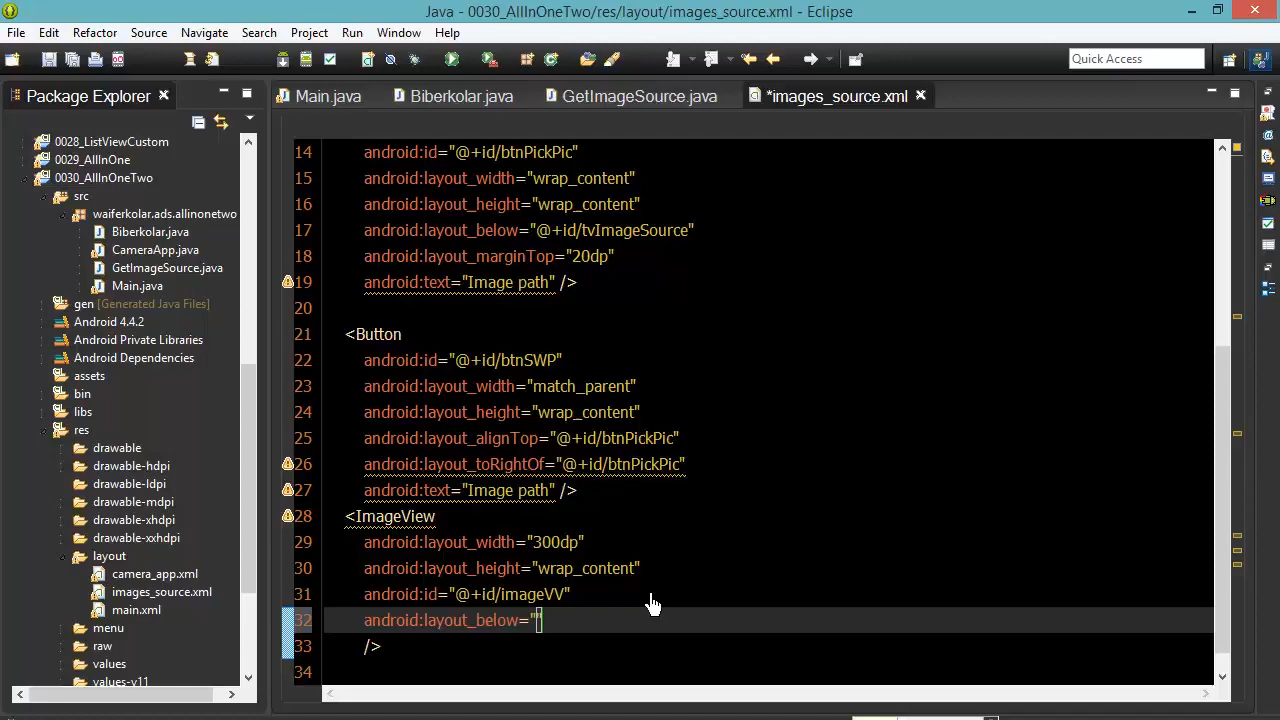 Java - 0030_AllInOneTwo/res/layout/images_source.xml - Eclipse
File Edit Refactor Source Navigate Search Project Run Window Help
Quick Access
Package Explorer
Main.java Biberkolar.java GetImageSource.java *images_source.xml
0028_ListViewCustom
0029_AllInOne
0030_AllInOneTwo
src
waiferkolar.ads.allinonetwo
Biberkolar.java
CameraApp.java
GetImageSource.java
Main.java
gen [Generated Java Files]
Android 4.4.2
Android Private Libraries
Android Dependencies
assets
bin
libs
res
drawable
drawable-hdpi
drawable-ldpi
drawable-mdpi
drawable-xhdpi
drawable-xxhdpi
layout
camera_app.xml
images_source.xml
main.xml
menu
raw
values
values-v11
14 android:id="@+id/btnPickPic"
15 android:layout_width="wrap_content"
16 android:layout_height="wrap_content"
17 android:layout_below="@+id/tvImageSource"
18 android:layout_marginTop="20dp"
19 android:text="Image path" />
20
21 <Button
22 android:id="@+id/btnSWP"
23 android:layout_width="match_parent"
24 android:layout_height="wrap_content"
25 android:layout_alignTop="@+id/btnPickPic"
26 android:layout_toRightOf="@+id/btnPickPic"
27 android:text="Image path" />
28 <ImageView
29 android:layout_width="300dp"
30 android:layout_height="wrap_content"
31 android:id="@+id/imageVV"
32 android:layout_below=""
33 />
34